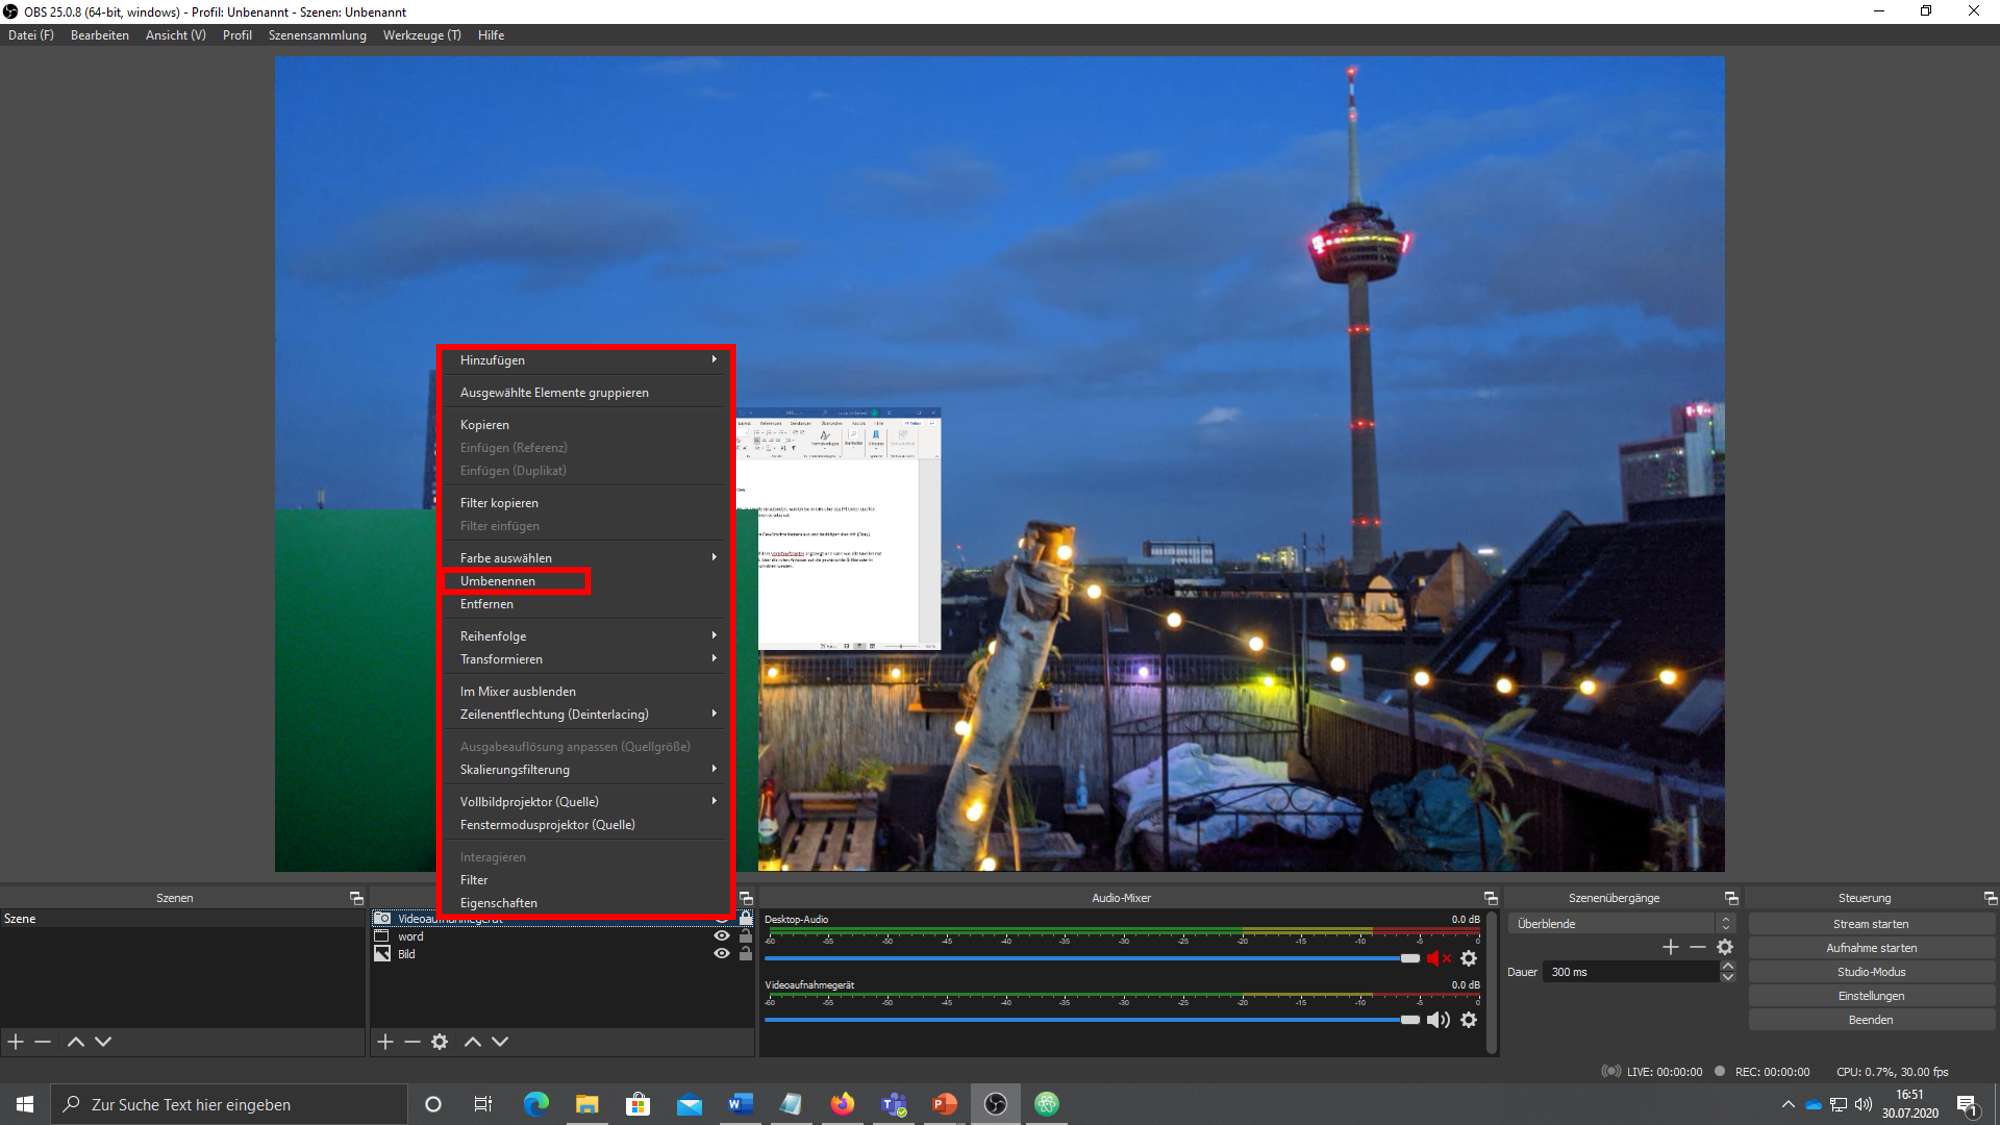 OBS 25.0.8 (64-bit, windows) - Profil: Unbenannt - Szenen: Unbenannt
Datei (F) Bearbeiten Ansicht (V) Profil Szenensammlung Werkzeuge (T) Hilfe
Hinzufügen
Ausgewählte Elemente gruppieren
Kopieren
Einfügen (Referenz)
Einfügen (Duplikat)
Filter kopieren
Filter einfügen
Farbe auswählen
Umbenennen
Entfernen
Reihenfolge
Transformieren
Im Mixer ausblenden
Zeilenentflechtung (Deinterlacing)
Ausgabeauflösung anpassen (Quellgröße)
Skalierungsfilterung
Vollbildprojektor (Quelle)
Fenstermodusprojektor (Quelle)
Interagieren
Filter
Eigenschaften
Szenen
Szene
Videoaufnahmegerät
word
Bild
Audio-Mixer
Desktop-Audio 0.0 dB
-60 -55 -50 -45 -40 -35 -30 -25 -20 -15 -10 -5 0
Videoaufnahmegerät 0.0 dB
-60 -55 -50 -45 -40 -35 -30 -25 -20 -15 -10 -5 0
Szenenübergänge
Überblende
Dauer 300 ms
Steuerung
Stream starten
Aufnahme starten
Studio-Modus
Einstellungen
Beenden
LIVE: 00:00:00 REC: 00:00:00 CPU: 0.7%, 30.00 fps
Zur Suche Text hier eingeben
16:51
30.07.2020
1